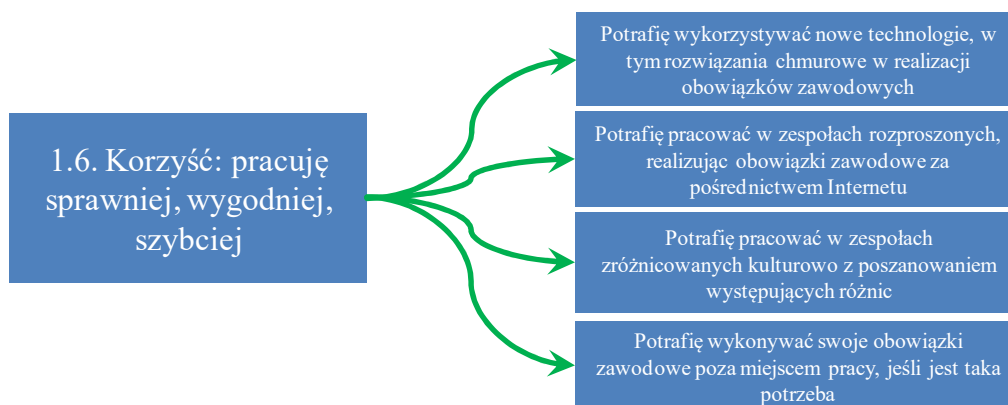 1.6. Korzyść: pracuję
sprawniej, wygodniej,
szybciej
Potrafię wykorzystywać nowe technologie, w
tym rozwiązania chmurowe w realizacji
obowiązków zawodowych
Potrafię pracować w zespołach rozproszonych,
realizując obowiązki zawodowe za
pośrednictwem Internetu
Potrafię pracować w zespołach
zróżnicowanych kulturowo z poszanowaniem
występujących różnic
Potrafię wykonywać swoje obowiązki
zawodowe poza miejscem pracy, jeśli jest taka
potrzeba